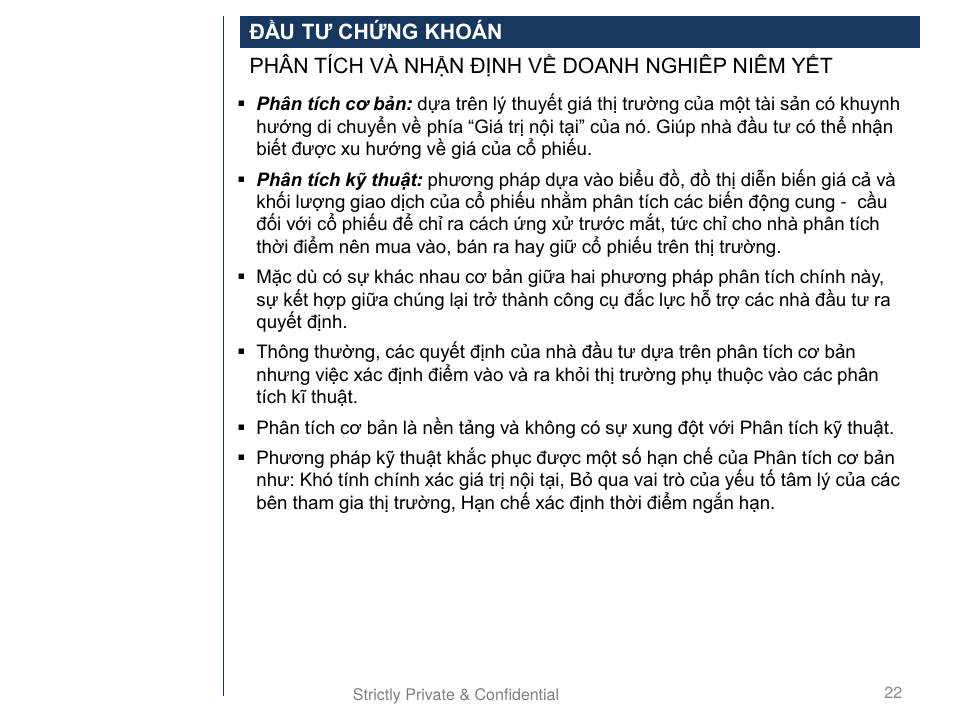 ĐẦU TƯ CHỨNG KHOÁN
PHÂN TÍCH VÀ NHẬN ĐỊNH VỀ DOANH NGHIÊP NIÊM YẾT
▪ Phân tích cơ bản: dựa trên lý thuyết giá thị trường của một tài sản có khuynh
hướng di chuyển về phía “Giá trị nội tại” của nó. Giúp nhà đầu tư có thể nhận
biết được xu hướng về giá của cổ phiếu.
▪ Phân tích kỹ thuật: phương pháp dựa vào biểu đồ, đồ thị diễn biến giá cả và
khối lượng giao dịch của cổ phiếu nhằm phân tích các biến động cung - cầu
đối với cổ phiếu để chỉ ra cách ứng xử trước mắt, tức chỉ cho nhà phân tích
thời điểm nên mua vào, bán ra hay giữ cổ phiếu trên thị trường.
▪ Mặc dù có sự khác nhau cơ bản giữa hai phương pháp phân tích chính này,
sự kết hợp giữa chúng lại trở thành công cụ đắc lực hỗ trợ các nhà đầu tư ra
quyết định.
▪ Thông thường, các quyết định của nhà đầu tư dựa trên phân tích cơ bản
nhưng việc xác định điểm vào và ra khỏi thị trường phụ thuộc vào các phân
tích kĩ thuật.
▪ Phân tích cơ bản là nền tảng và không có sự xung đột với Phân tích kỹ thuật.
▪ Phương pháp kỹ thuật khắc phục được một số hạn chế của Phân tích cơ bản
như: Khó tính chính xác giá trị nội tại, Bỏ qua vai trò của yếu tố tâm lý của các
bên tham gia thị trường, Hạn chế xác định thời điểm ngắn hạn.
Strictly Private & Confidential
22